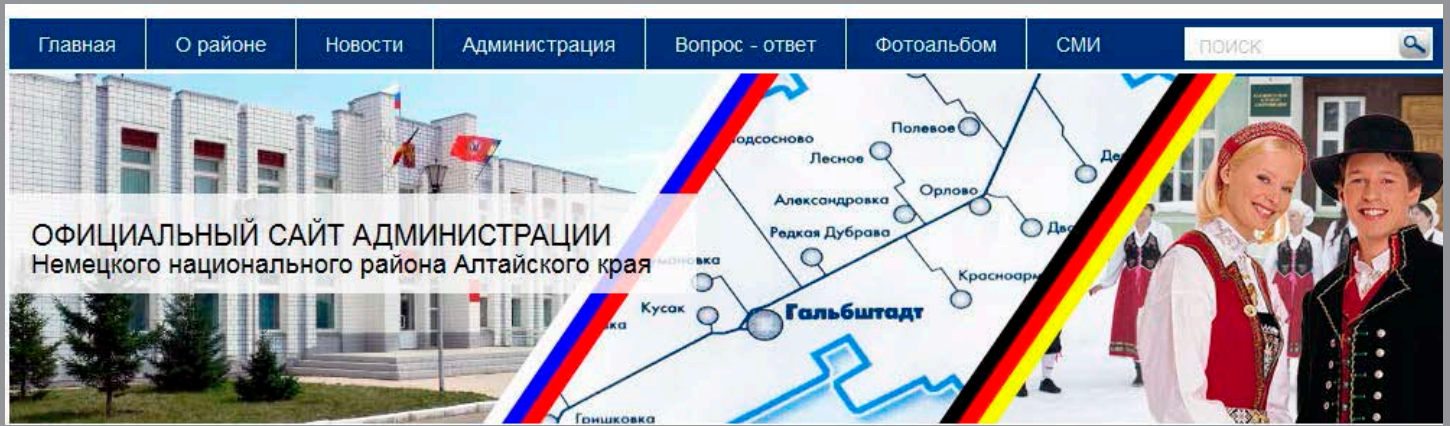 Главная О районе Новости Администрация Вопрос - ответ Фотоальбом СМИ поиск
ОФИЦИАЛЬНЫЙ САЙТ АДМИНИСТРАЦИИ
Немецкого национального района Алтайского края
Полевое
Лесное
Александровка
Орлово
Редкая Дубрава
Кусак
Гальбштадт
Гришковка